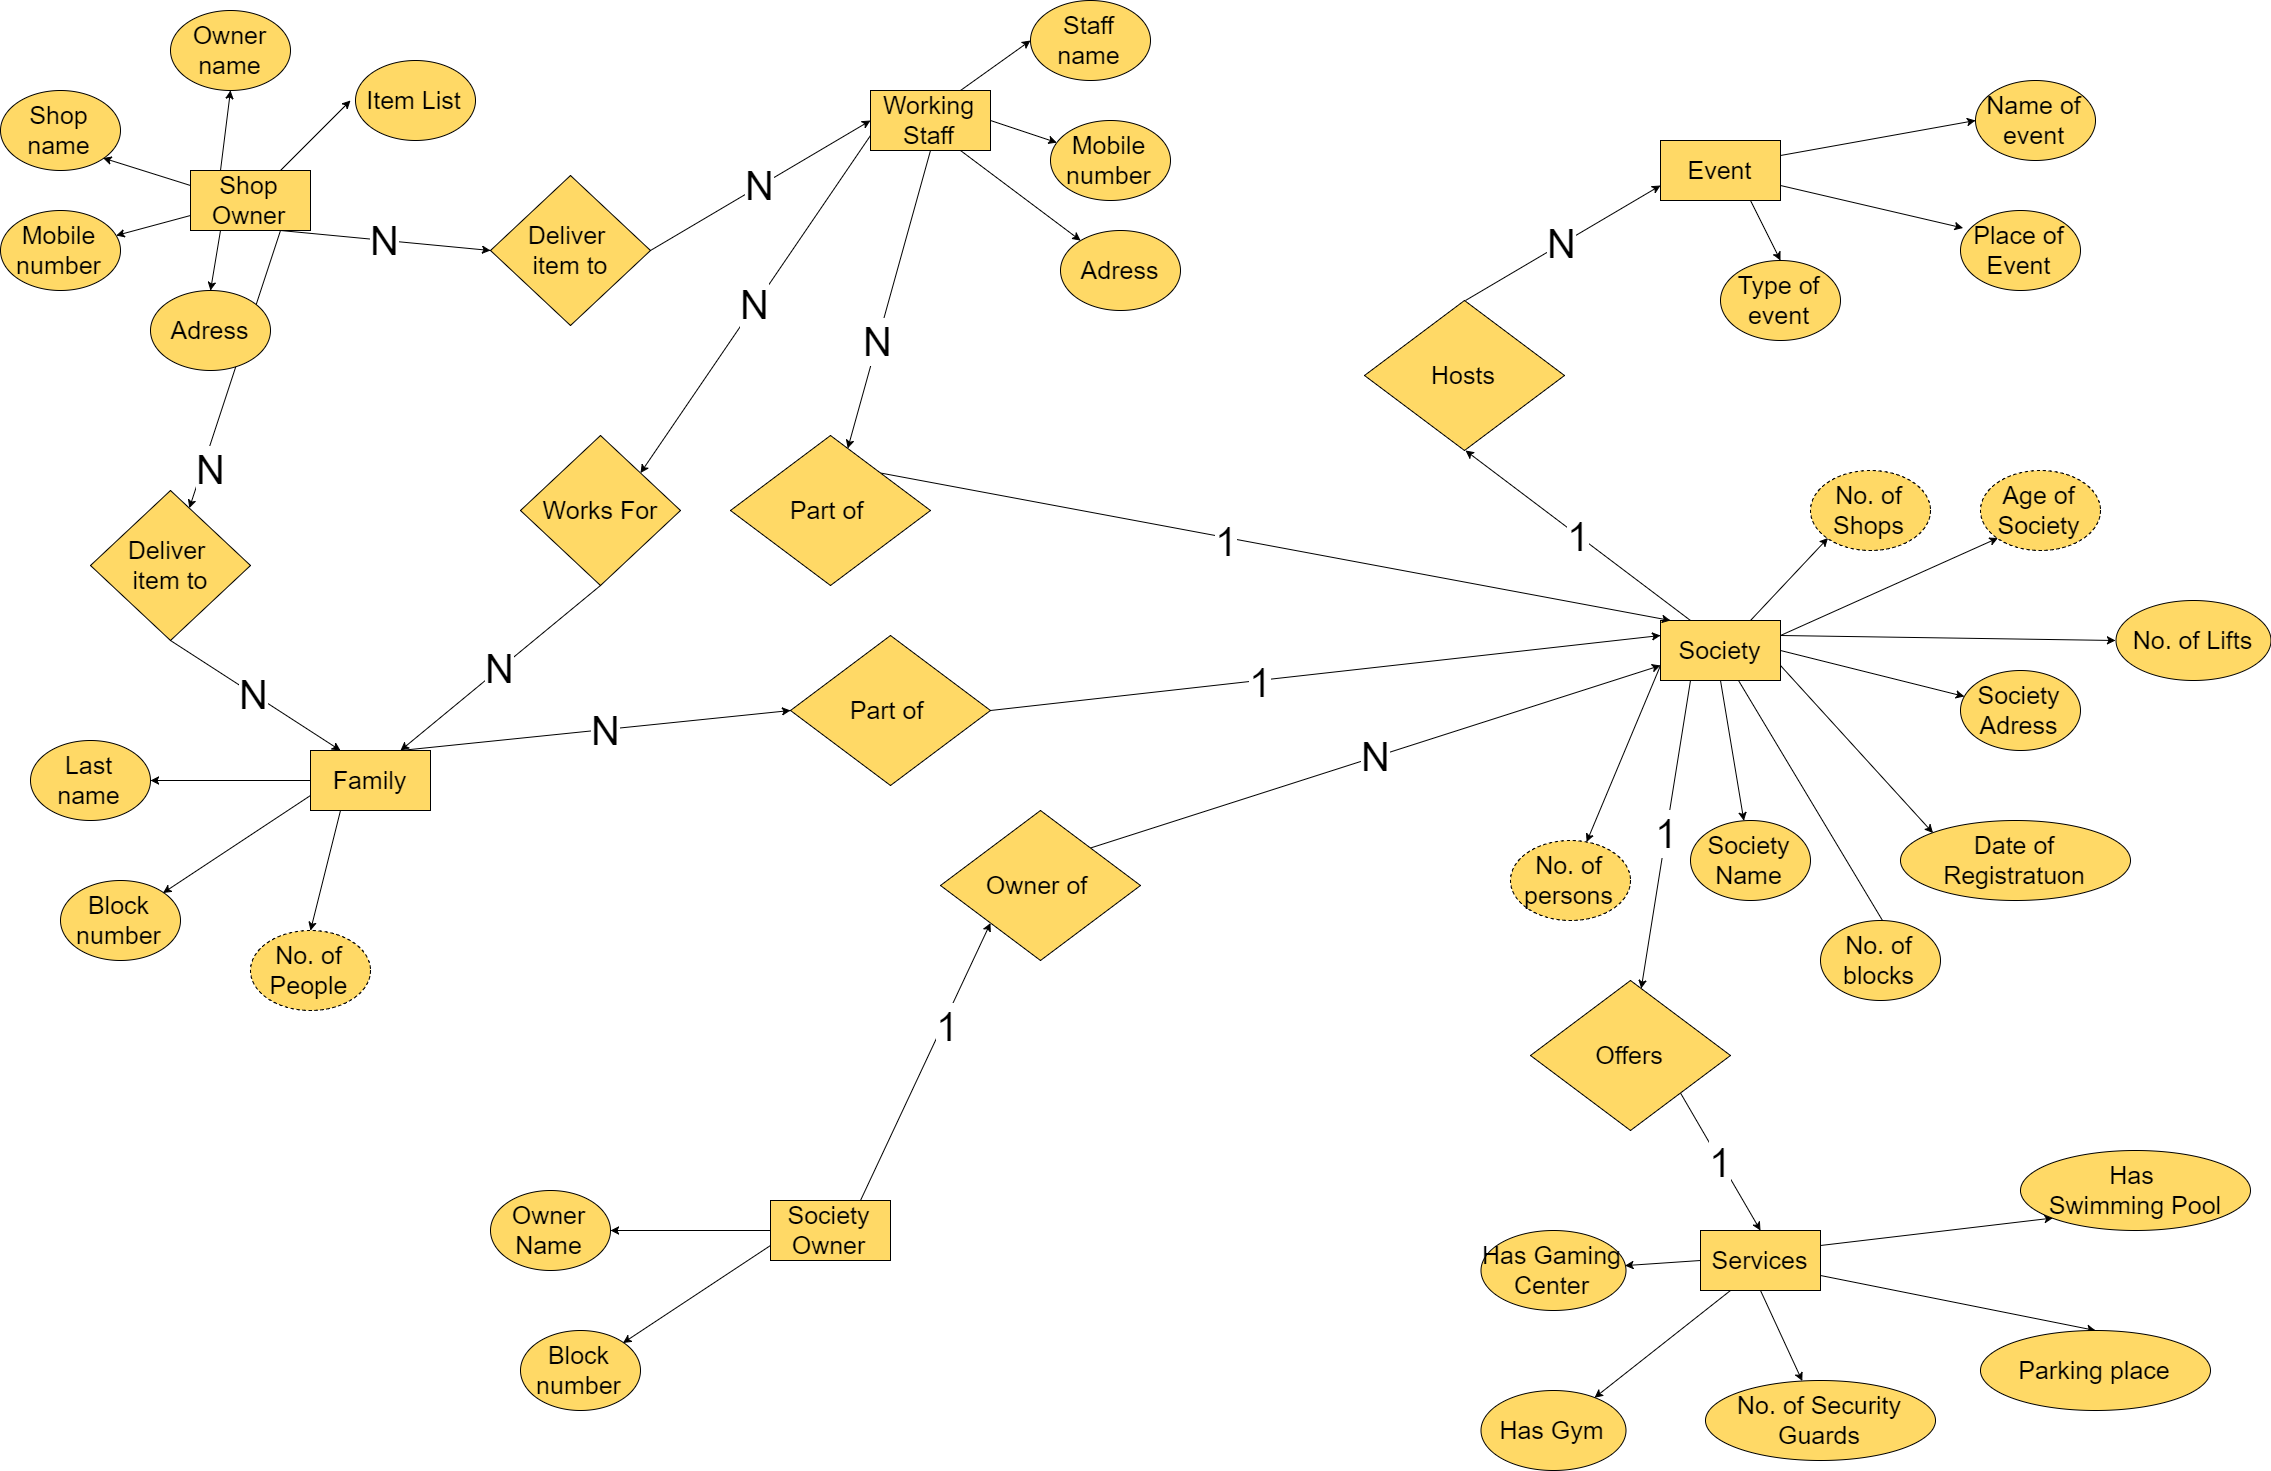 Staff
name
Owner
name
Item List
Shop
name
Working
Staff
Name of
event
Mobile
number
Event
N
Shop
Owner
Mobile
number
N
Deliver
item to
N
Place of
Event
Adress
Type of
event
Adress
N
N
Hosts
N
Works For
Part of
1
1
No. of
Shops
Age of
Society
Deliver
item to
No. of Lifts
Society
N
N
1
Society
Adress
N
Part of
Last
name
Family
N
1
Society
Name
Date of
Registratuon
No. of
persons
Owner of
Block
number
No. of
People
No. of
blocks
1
Offers
1
Has
Swimming Pool
Owner
Name
Society
Owner
Has Gaming
Center
Services
Block
number
Parking place
Has Gym
No. of Security
Guards